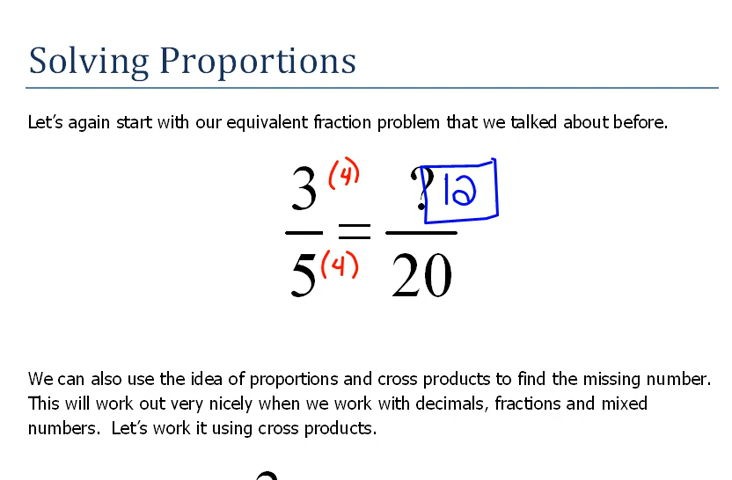 Solving Proportions
Let's again start with our equivalent fraction problem that we talked about before.
3 (4) ? 12
=
5 (4) 20
We can also use the idea of proportions and cross products to find the missing number.
This will work out very nicely when we work with decimals, fractions and mixed
numbers. Let's work it using cross products.